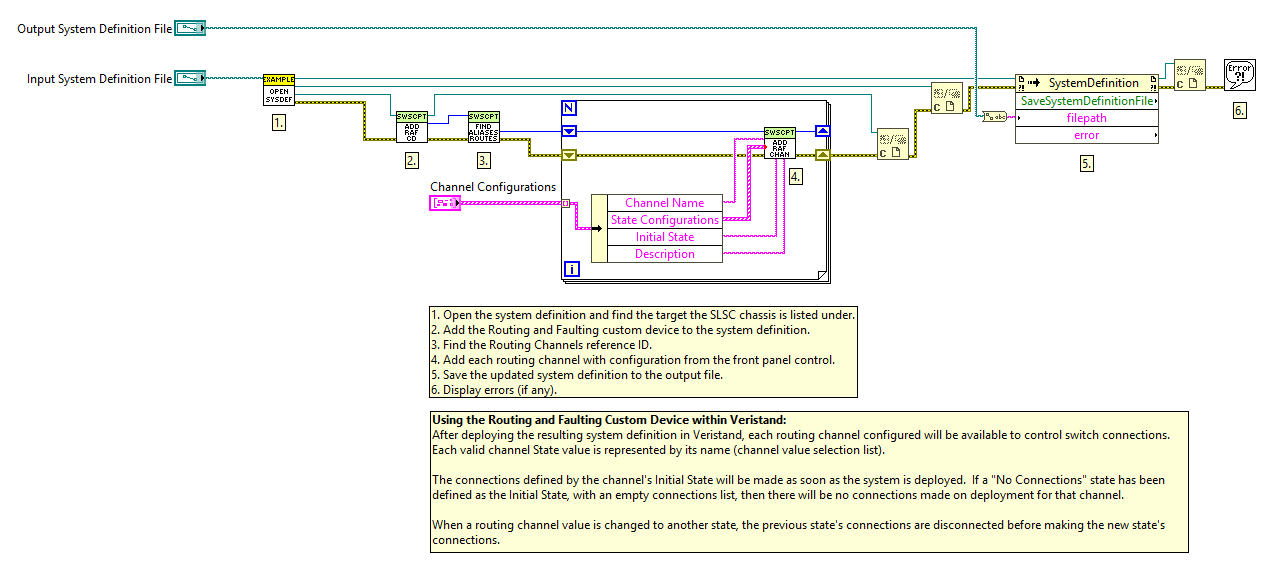 Output System Definition File
Input System Definition File
EXAMPLE
OPEN
SYSDEF
1.
SWSCPT
ADD
RAF
CD
2.
SWSCPT
FIND
ALIASES
ROUTES
3.
Channel Configurations
N
i
SWSCPT
ADD
RAF
CHAN
4.
Channel Name
State Configurations
Initial State
Description
C
C
SystemDefinition
SaveSystemDefinitionFile
filepath
error
abc
5.
C
Error
?!
6.
1. Open the system definition and find the target the SLSC chassis is listed under.
2. Add the Routing and Faulting custom device to the system definition.
3. Find the Routing Channels reference ID.
4. Add each routing channel with configuration from the front panel control.
5. Save the updated system definition to the output file.
6. Display errors (if any).
Using the Routing and Faulting Custom Device within Veristand:
After deploying the resulting system definition in Veristand, each routing channel configured will be available to control switch connections.
Each valid channel State value is represented by its name (channel value selection list).
The connections defined by the channel's Initial State will be made as soon as the system is deployed.  If a "No Connections" state has been
defined as the Initial State, with an empty connections list, then there will be no connections made on deployment for that channel.
When a routing channel value is changed to another state, the previous state's connections are disconnected before making the new state's
connections.